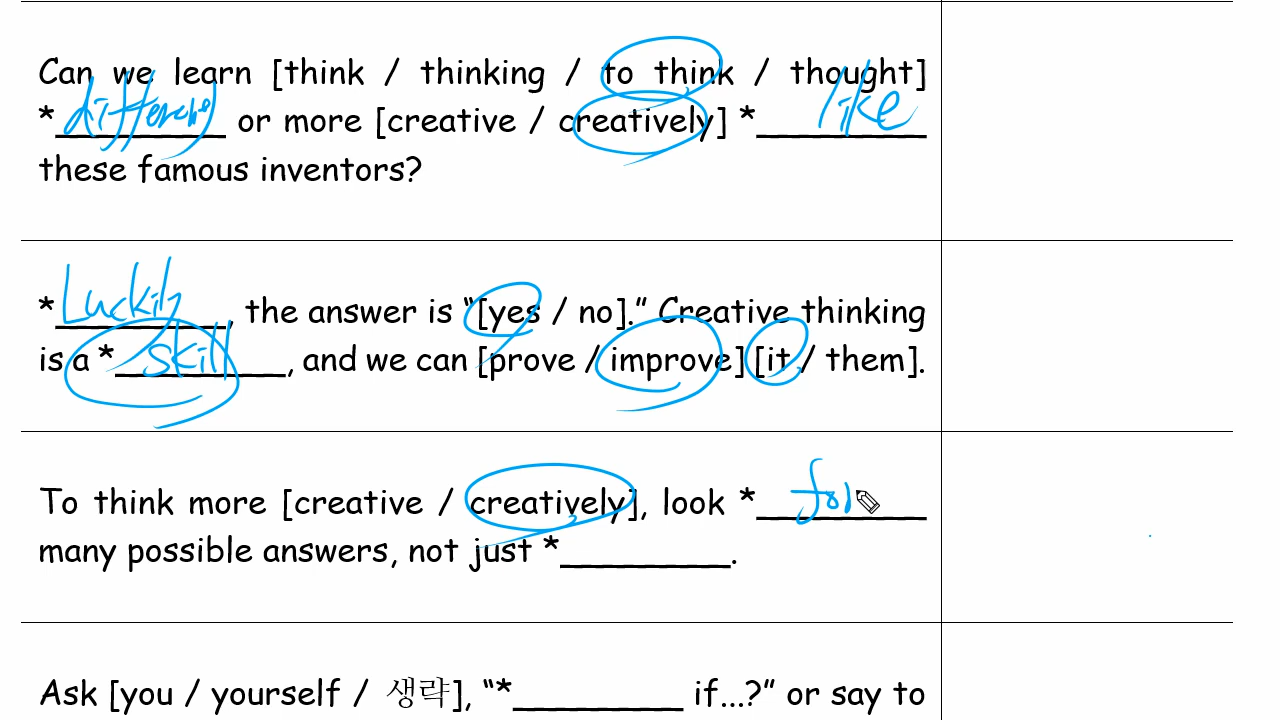 Can we learn [think / thinking / to think / thought]
*differently or more [creative / creatively] *like
these famous inventors?
*Luckily, the answer is “[yes / no].” Creative thinking
is a *skill, and we can [prove / improve] [it / them].
To think more [creative / creatively], look *for
many possible answers, not just *________.
Ask [you / yourself / 생략], “*________ if...?” or say to